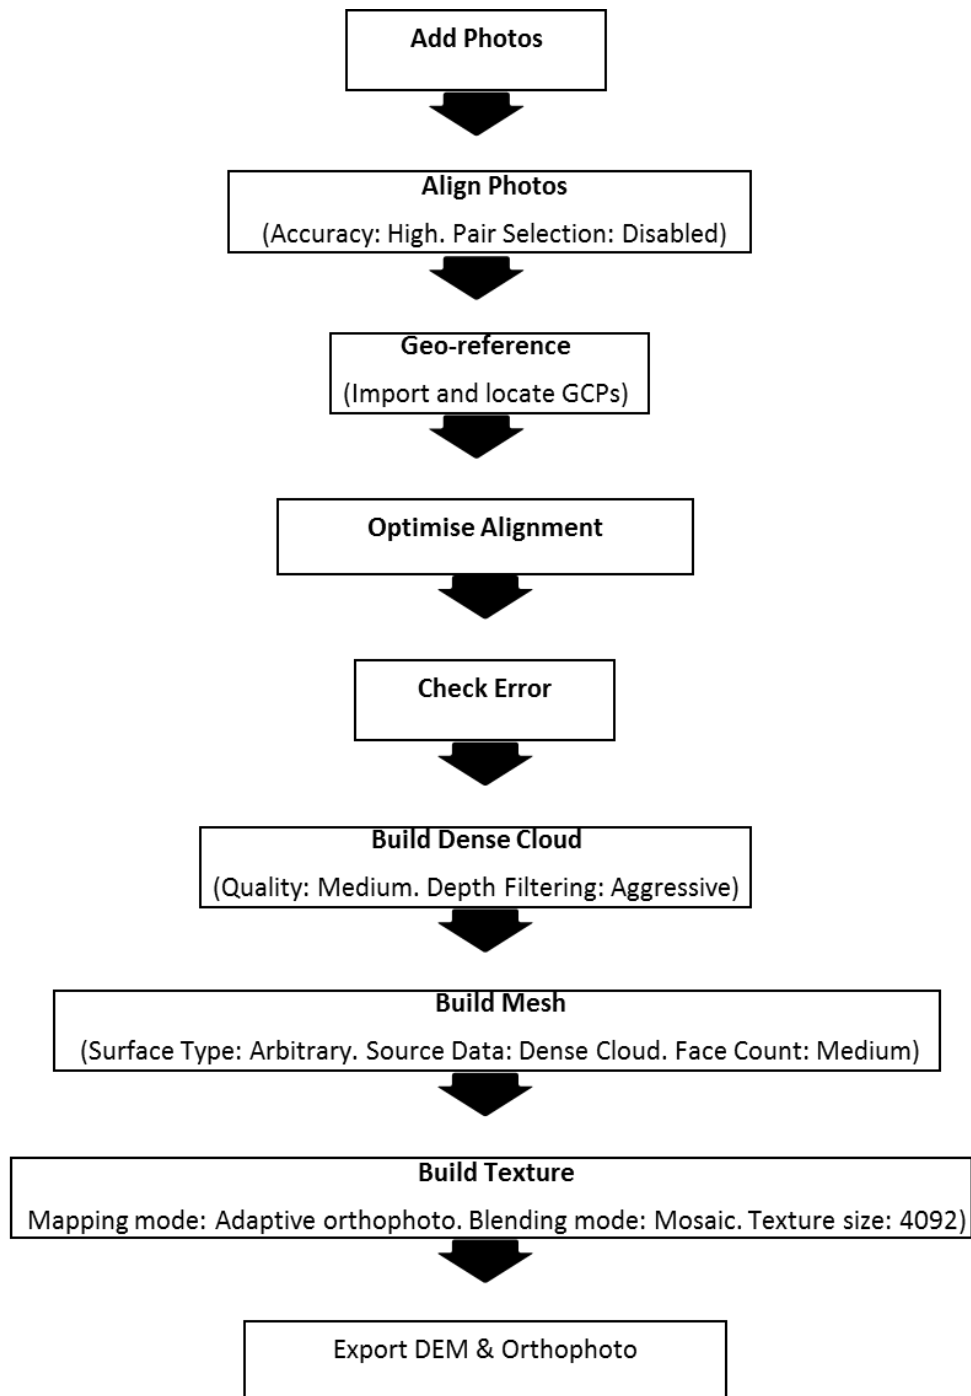 Add Photos
Align Photos
(Accuracy: High. Pair Selection: Disabled)
Geo-reference
(Import and locate GCPs)
Optimise Alignment
Check Error
Build Dense Cloud
(Quality: Medium. Depth Filtering: Aggressive)
Build Mesh
(Surface Type: Arbitrary. Source Data: Dense Cloud. Face Count: Medium)
Build Texture
Mapping mode: Adaptive orthophoto. Blending mode: Mosaic. Texture size: 4092)
Export DEM & Orthophoto